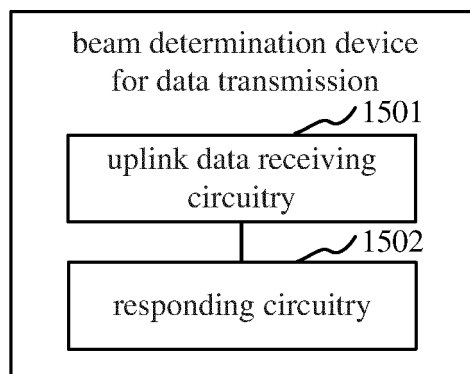 beam determination device
for data transmission
1501
uplink data receiving
circuitry
1502
responding circuitry